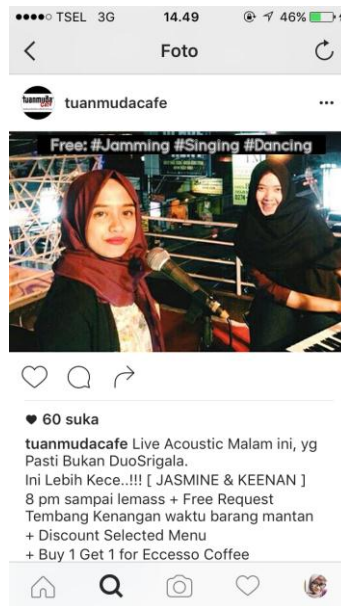 TSEL 3G 14.49 46%
Foto
tuanmudacafe
Free: #Jamming #Singing #Dancing
60 suka
tuanmudacafe Live Acoustic Malam ini, yg
Pasti Bukan DuoSrigala.
Ini Lebih Kece..!!! [ JASMINE & KEENAN ]
8 pm sampai lemass + Free Request
Tembang Kenangan waktu barang mantan
+ Discount Selected Menu
+ Buy 1 Get 1 for Eccesso Coffee